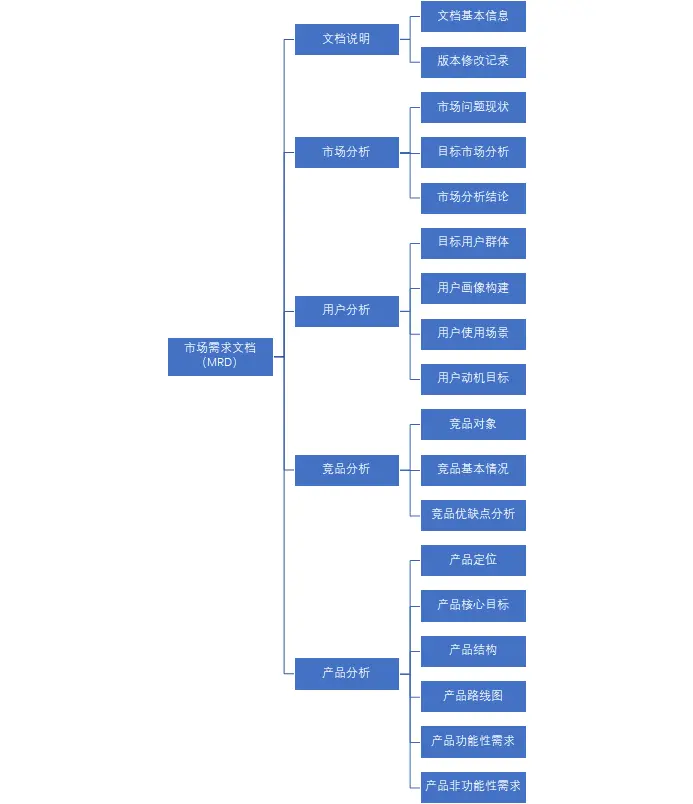 文档基本信息
文档说明
版本修改记录
市场问题现状
市场分析
目标市场分析
市场分析结论
目标用户群体
用户画像构建
用户分析
用户使用场景
市场需求文档
（MRD）
用户动机目标
竞品对象
竞品分析
竞品基本情况
竞品优缺点分析
产品定位
产品核心目标
产品结构
产品分析
产品路线图
产品功能性需求
产品非功能性需求